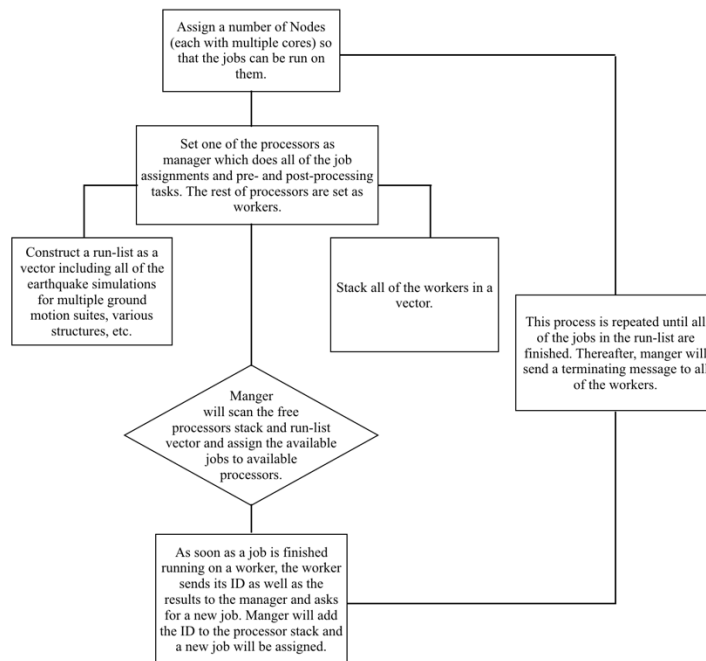 Assign a number of Nodes
(each with multiple cores) so
that the jobs can be run on
them.
Set one of the processors as
manager which does all of the job
assignments and pre- and post-processing
tasks. The rest of processors are set as
workers.
Construct a run-list as a
vector including all of the
earthquake simulations
for multiple ground
motion suites, various
structures, etc.
Stack all of the workers in a
vector.
This process is repeated until all
of the jobs in the run-list are
finished. Thereafter, manger will
send a terminating message to all
of the workers.
Manger
will scan the free
processors stack and run-list
vector and assign the available
jobs to available
processors.
As soon as a job is finished
running on a worker, the worker
sends its ID as well as the
results to the manager and asks
for a new job. Manger will add
the ID to the processor stack and
a new job will be assigned.